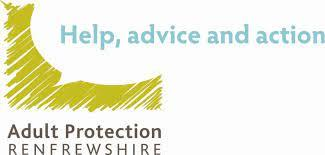 Help, advice and action
Adult Protection
RENFREWSHIRE